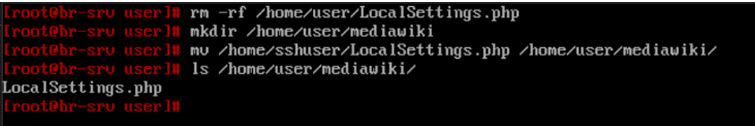 [root@br-srv user]# rm -rf /home/user/LocalSettings.php
[root@br-srv user]# mkdir /home/user/mediawiki
[root@br-srv user]# mv /home/sshuser/LocalSettings.php /home/user/mediawiki/
[root@br-srv user]# ls /home/user/mediawiki/
LocalSettings.php
[root@br-srv user]#